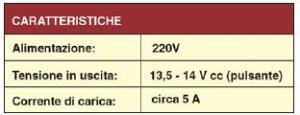 CARATTERISTICHE
Alimentazione: 220V
Tensione in uscita: 13,5 - 14 V cc (pulsante)
Corrente di carica: circa 5 A